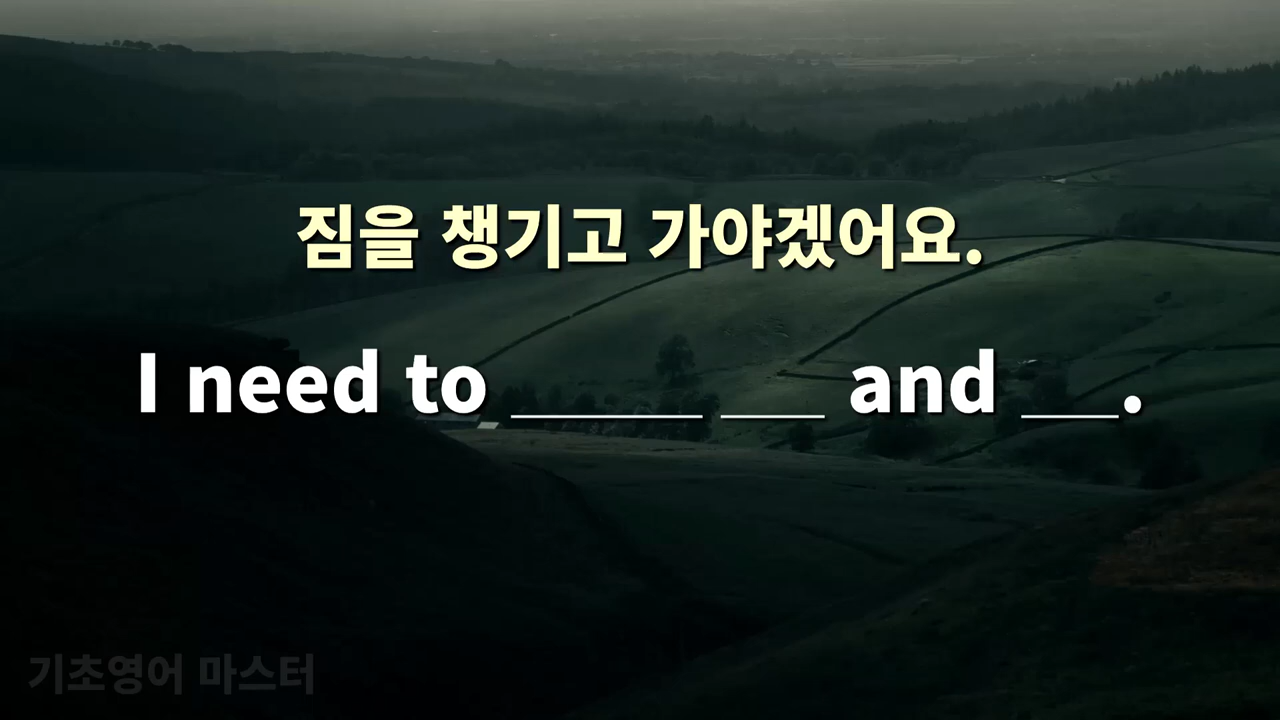 짐을 챙기고 가야겠어요.
I need to _____ ___ and ___.
기초영어 마스터